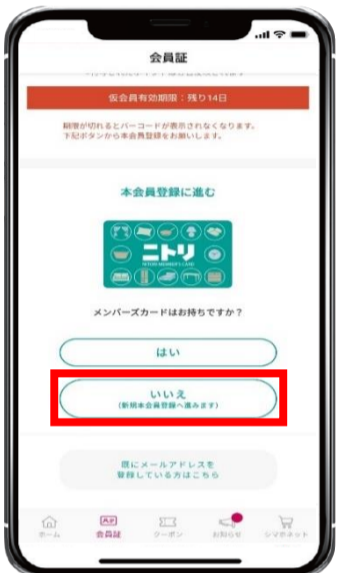 会員証
仮会員有効期限：残り14日
期限が切れるとバーコードが表示されなくなります。
下記ボタンから本会員登録をお願いします。
本会員登録に進む
ニトリ
NITORI MEMBER'S CARD
メンバーズカードはお持ちですか？
はい
いいえ
(新規本会員登録へ進みます)
既にメールアドレスを
登録している方はこちら
ホーム
会員証
クーポン
お知らせ
シマホネット